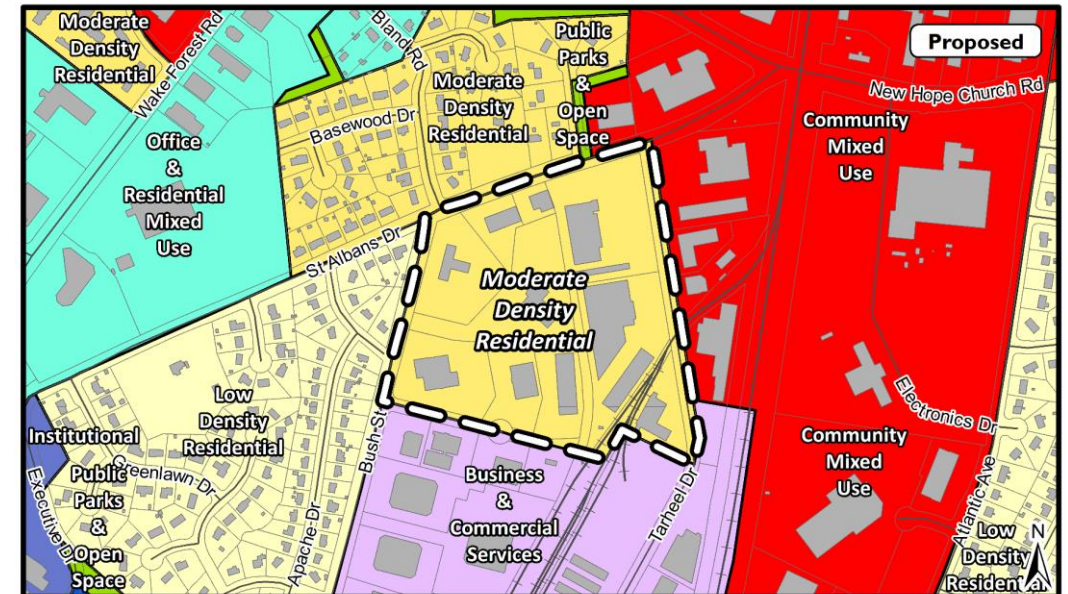 Moderate
Density
Residential
Wake Forest Rd
Bland Rd
Public
Parks
&
Open
Space
Proposed
Moderate
Density
Residential
New Hope Church Rd
Basewood Dr
Community
Mixed
Use
Office
&
Residential
Mixed
Use
St Albans Dr
Moderate
Density
Residential
Low
Density
Residential
Bush St
Electronics Dr
Institutional
Public
Parks
&
Open
Space
Greenlawn Dr
Executive Dr
Apache Dr
Business
&
Commercial
Services
Tarheel Dr
Community
Mixed
Use
Atlantic Ave
Low
Density
Residential
N